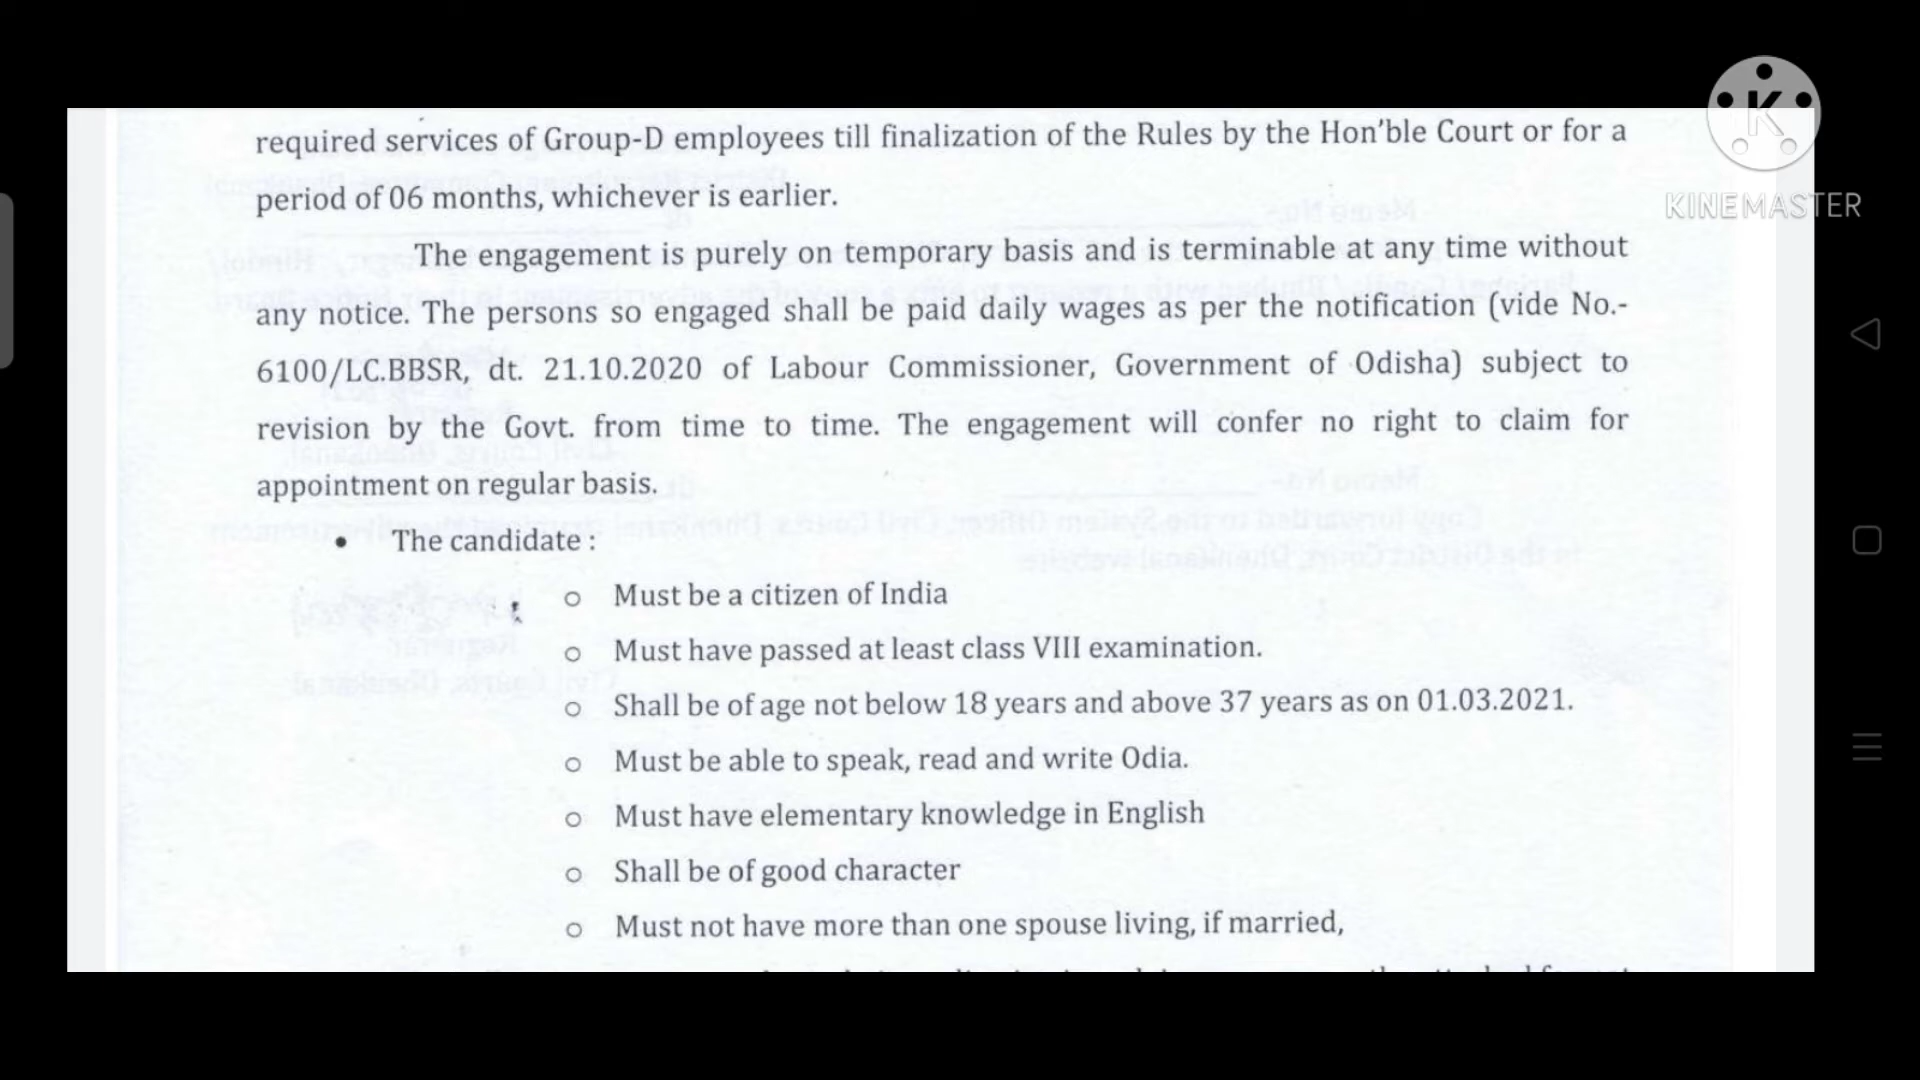 required services of Group-D employees till finalization of the Rules by the Hon'ble Court or for a
period of 06 months, whichever is earlier.
The engagement is purely on temporary basis and is terminable at any time without
any notice. The persons so engaged shall be paid daily wages as per the notification (vide No.-
6100/LC.BBSR, dt. 21.10.2020 of Labour Commissioner, Government of Odisha) subject to
revision by the Govt. from time to time. The engagement will confer no right to claim for
appointment on regular basis.
• The candidate :
o Must be a citizen of India
o Must have passed at least class VIII examination.
o Shall be of age not below 18 years and above 37 years as on 01.03.2021.
o Must be able to speak, read and write Odia.
o Must have elementary knowledge in English
o Shall be of good character
o Must not have more than one spouse living, if married,
K
KINEMASTER